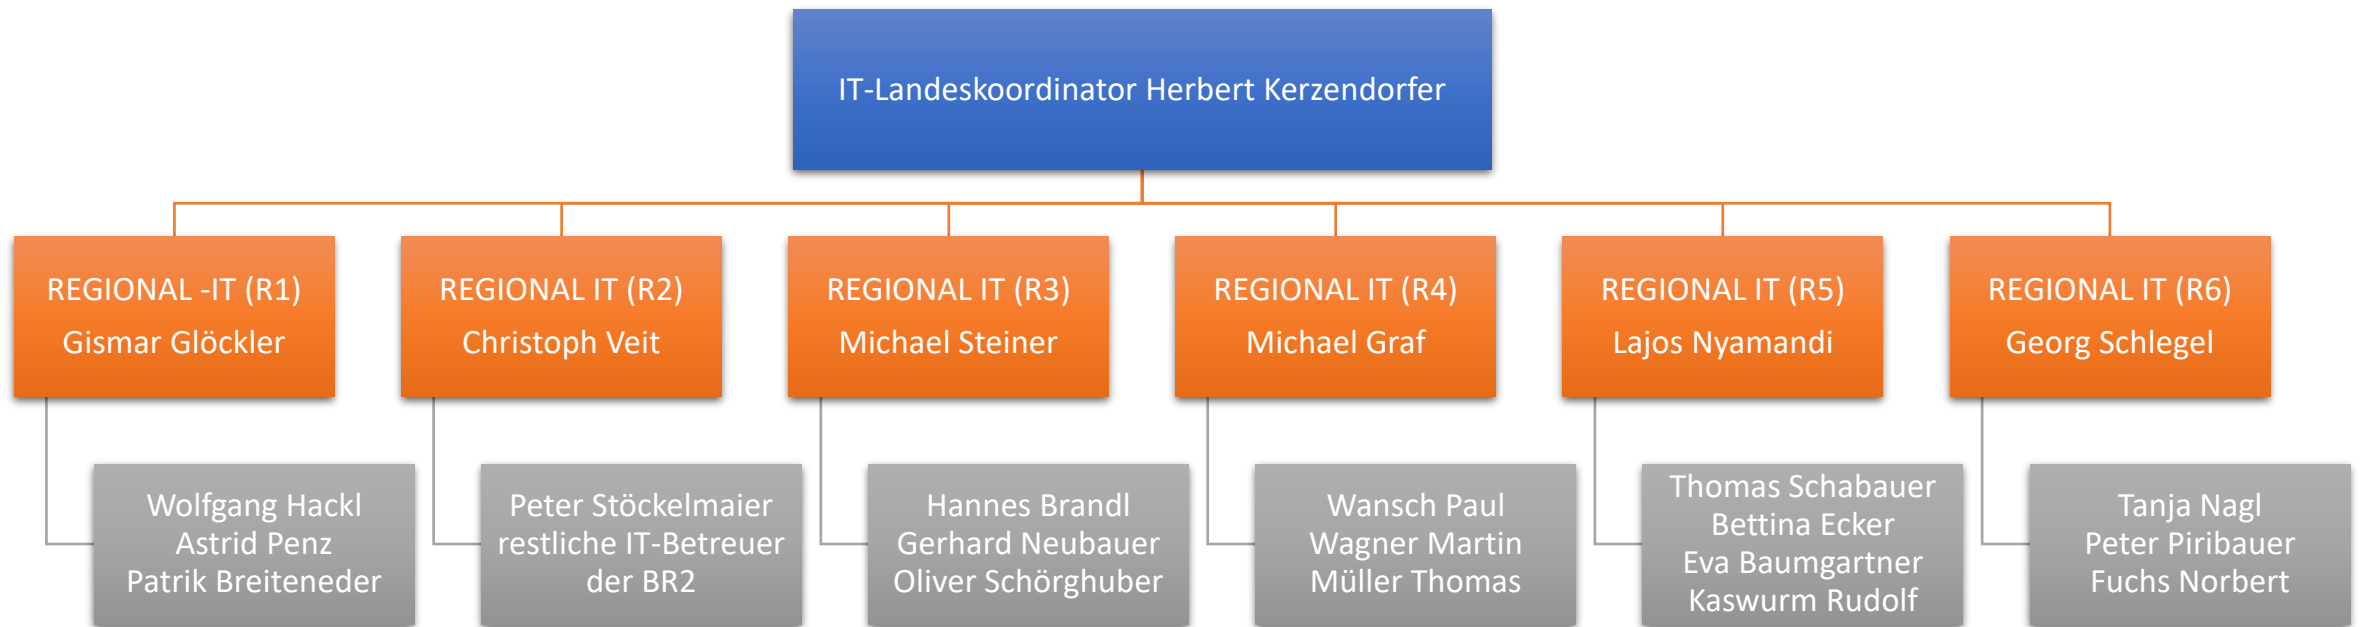 IT-Landeskoordinator Herbert Kerzendorfer
REGIONAL -IT (R1)
Gismar Glöckler
REGIONAL IT (R2)
Christoph Veit
REGIONAL IT (R3)
Michael Steiner
REGIONAL IT (R4)
Michael Graf
REGIONAL IT (R5)
Lajos Nyamandi
REGIONAL IT (R6)
Georg Schlegel
Wolfgang Hackl
Astrid Penz
Patrik Breiteneder
Peter Stöckelmaier
restliche IT-Betreuer
der BR2
Hannes Brandl
Gerhard Neubauer
Oliver Schörghuber
Wansch Paul
Wagner Martin
Müller Thomas
Thomas Schabauer
Bettina Ecker
Eva Baumgartner
Kaswurm Rudolf
Tanja Nagl
Peter Piribauer
Fuchs Norbert